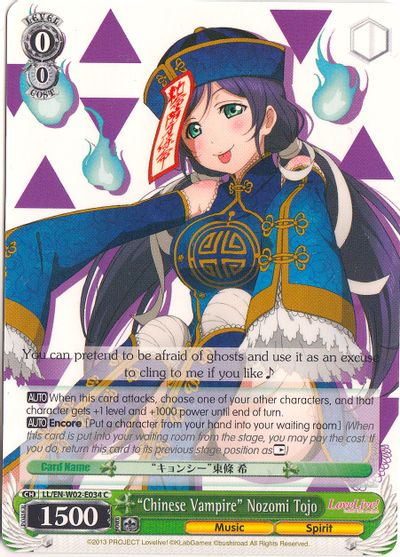 LEVEL
0
0
COST
You can pretend to be afraid of ghosts and use it as an excuse
to cling to me if you like♪
AUTO When this card attacks, choose one of your other characters, and that
character gets +1 level and +1000 power until end of turn.
AUTO Encore [Put a character from your hand into your waiting room] (When
this card is put into your waiting room from the stage, you may pay the cost. If
you do, return this card to its previous stage position as
Card Name
“キョンシー”東條 希
CH LL/EN-W02-E034 C
POWER
1500
“Chinese Vampire” Nozomi Tojo
LoveLive!
Music
Spirit
©2013 PROJECT Lovelive! ©KLabGames ©bushiroad All Rights Reserved.